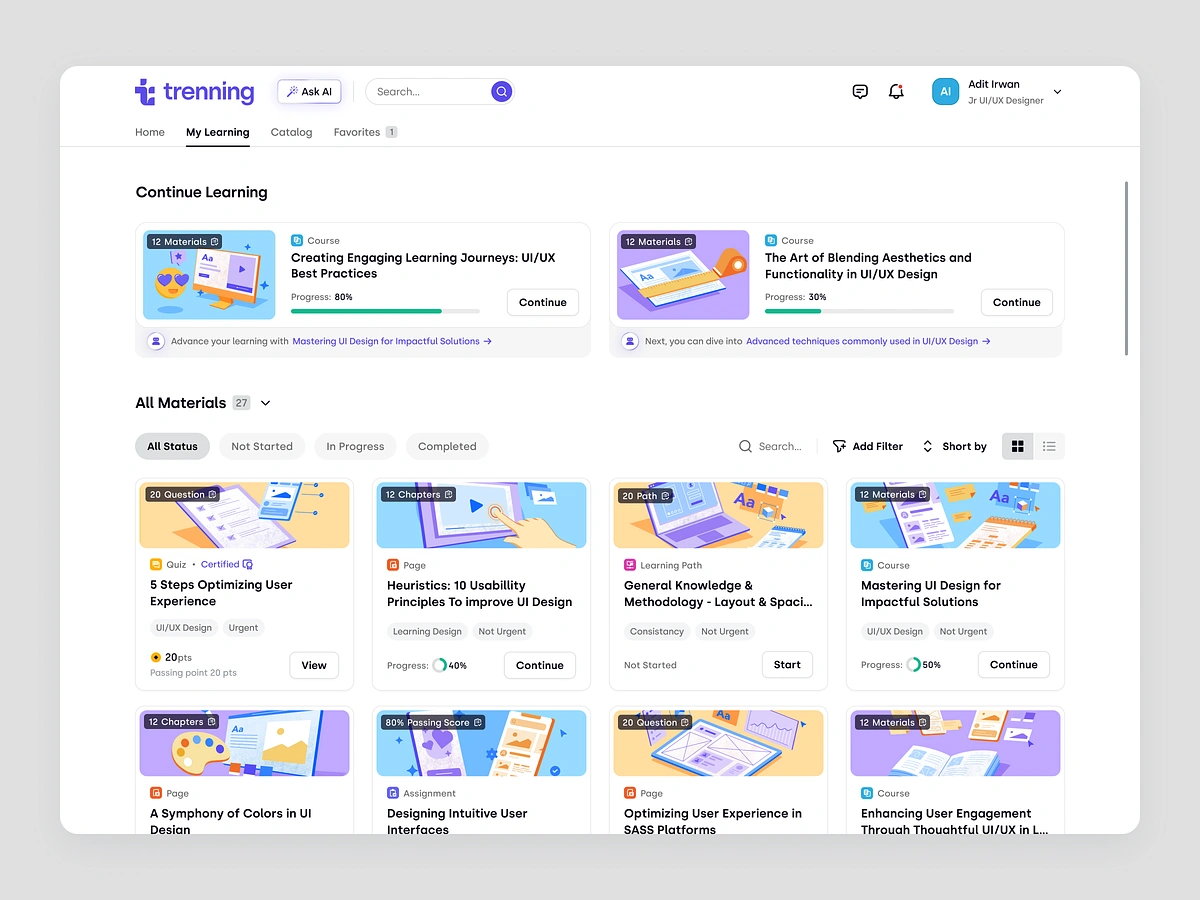 trenning
Ask AI
Search...
AI
Adit Irwan
Jr UI/UX Designer
Home
My Learning
Catalog
Favorites 1
Continue Learning
12 Materials
Aa
Course
Creating Engaging Learning Journeys: UI/UX
Best Practices
Progress: 80%
Continue
Advance your learning with Mastering UI Design for Impactful Solutions →
12 Materials
Aa
Course
The Art of Blending Aesthetics and
Functionality in UI/UX Design
Progress: 30%
Continue
Next, you can dive into Advanced techniques commonly used in UI/UX Design →
All Materials 27
All Status
Not Started
In Progress
Completed
Search...
Add Filter
Short by
20 Question
Quiz • Certified
5 Steps Optimizing User
Experience
UI/UX Design
Urgent
20pts
Passing point 20 pts
View
12 Chapters
Page
Heuristics: 10 Usabillity
Principles To improve UI Design
Learning Design
Not Urgent
Progress: 40%
Continue
20 Path
Aa
Learning Path
General Knowledge &
Methodology - Layout & Spaci...
Consistancy
Not Urgent
Not Started
Start
12 Materials
Aa
Course
Mastering UI Design for
Impactful Solutions
UI/UX Design
Not Urgent
Progress: 50%
Continue
12 Chapters
Aa
Page
A Symphony of Colors in UI
Design
80% Passing Score
Assignment
Designing Intuitive User
Interfaces
20 Question
Aa
Page
Optimizing User Experience in
SASS Platforms
12 Materials
Course
Enhancing User Engagement
Through Thoughtful UI/UX in L...